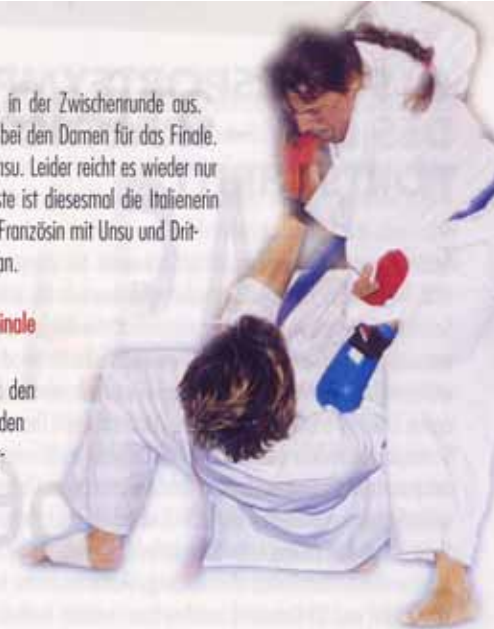 in der Zwischenrunde aus.
bei den Damen für das Finale.
nsu. Leider reicht es wieder nur
ste ist diesesmal die Italienerin
Französin mit Unsu und Drit-
an.
inale
den
den
-